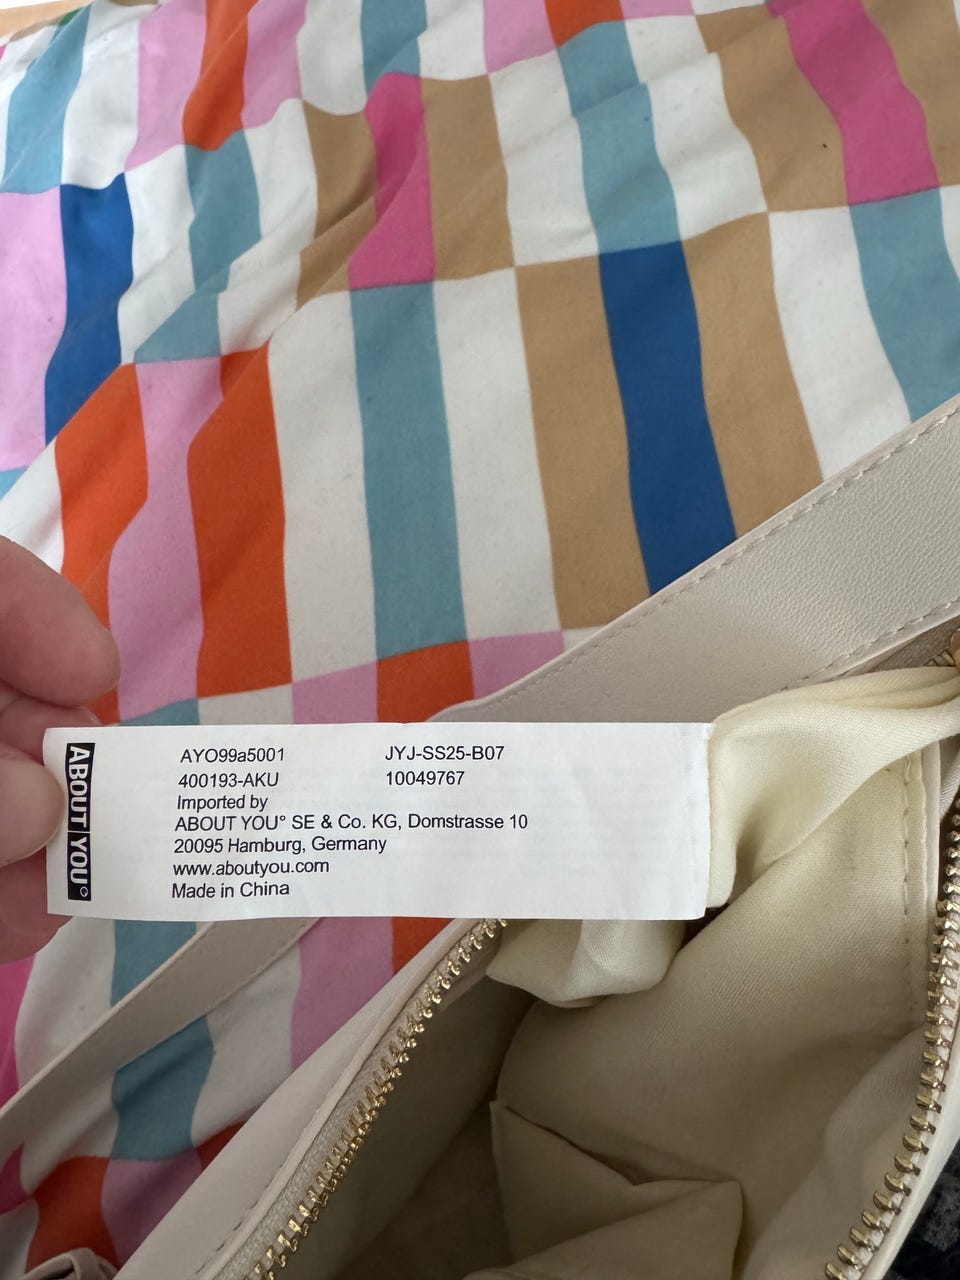 ABOUT YOU°
AYO99a5001 JYJ-SS25-B07
400193-AKU 10049767
Imported by
ABOUT YOU° SE & Co. KG, Domstrasse 10
20095 Hamburg, Germany
www.aboutyou.com
Made in China